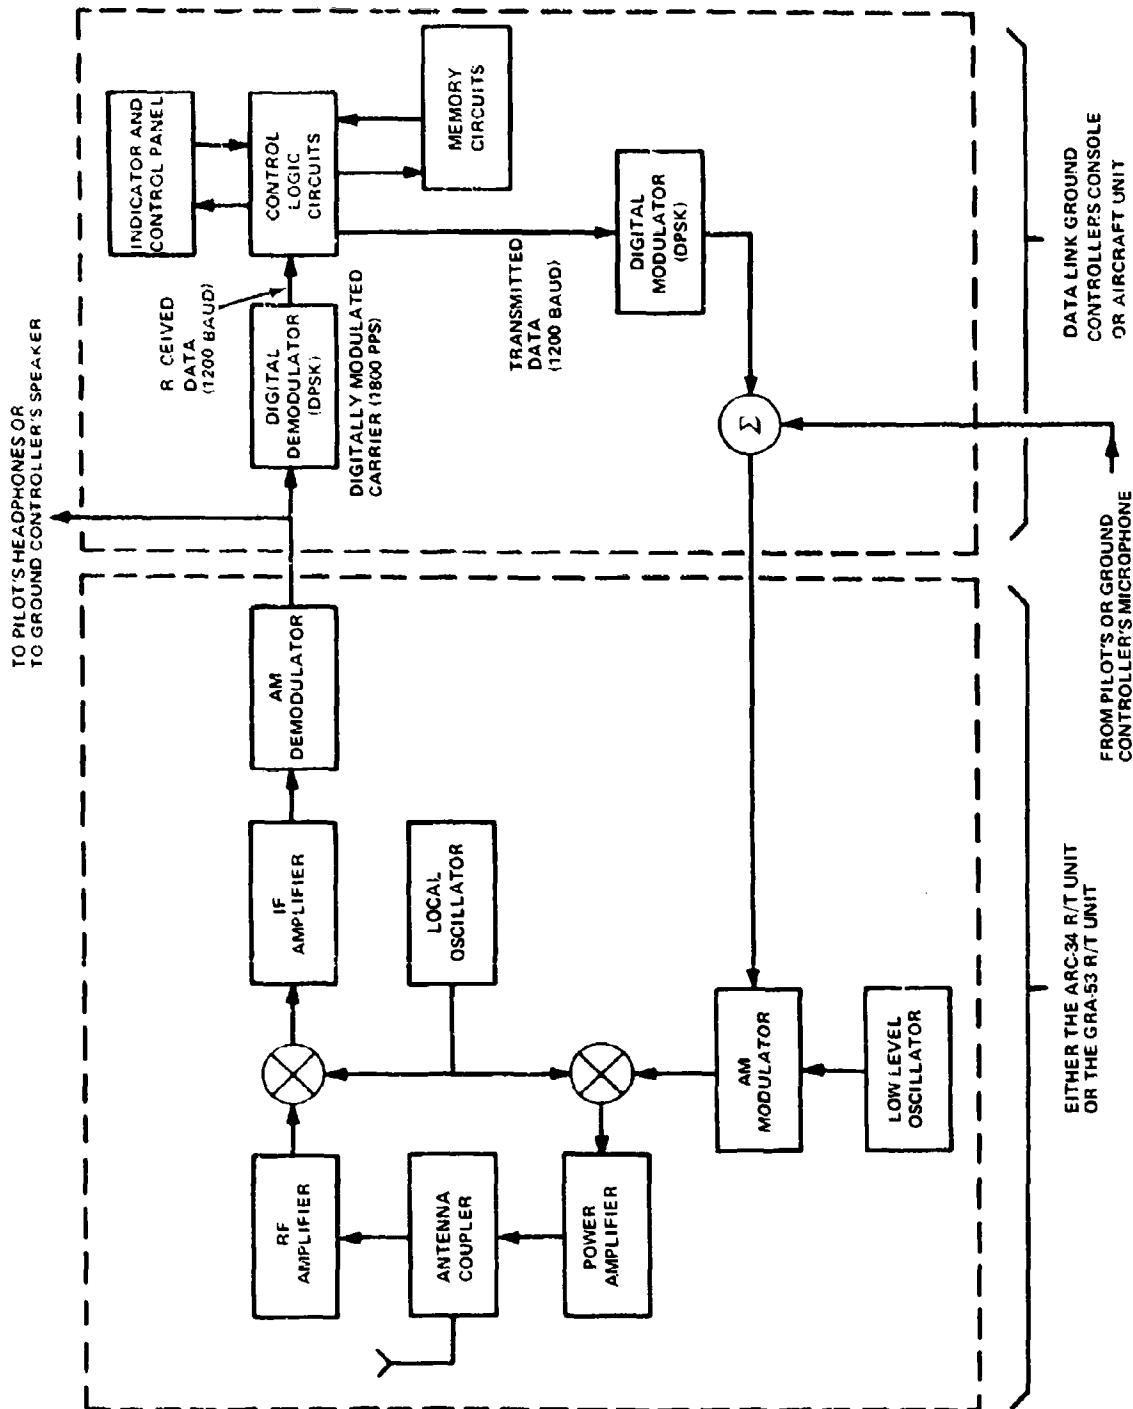 TO PILOT'S HEADPHONES OR
TO GROUND CONTROLLER'S SPEAKER
INDICATOR AND
CONTROL PANEL
CONTROL
LOGIC
CIRCUITS
MEMORY
CIRCUITS
R CEIVED
DATA
(1200 BAUD)
DIGITAL
DEMODULATOR
(DPSK)
DIGITALLY MODULATED
CARRIER (1800 PPS)
TRANSMITTED
DATA
(1200 BAUD)
DIGITAL
MODULATOR
(DPSK)
Σ
DATA LINK GROUND
CONTROLLERS CONSOLE
OR AIRCRAFT UNIT
FROM PILOT'S OR GROUND
CONTROLLER'S MICROPHONE
AM
DEMODULATOR
IF
AMPLIFIER
LOCAL
OSCILLATOR
RF
AMPLIFIER
ANTENNA
COUPLER
POWER
AMPLIFIER
AM
MODULATOR
LOW LEVEL
OSCILLATOR
EITHER THE ARC-34 R/T UNIT
OR THE GRA-53 R/T UNIT